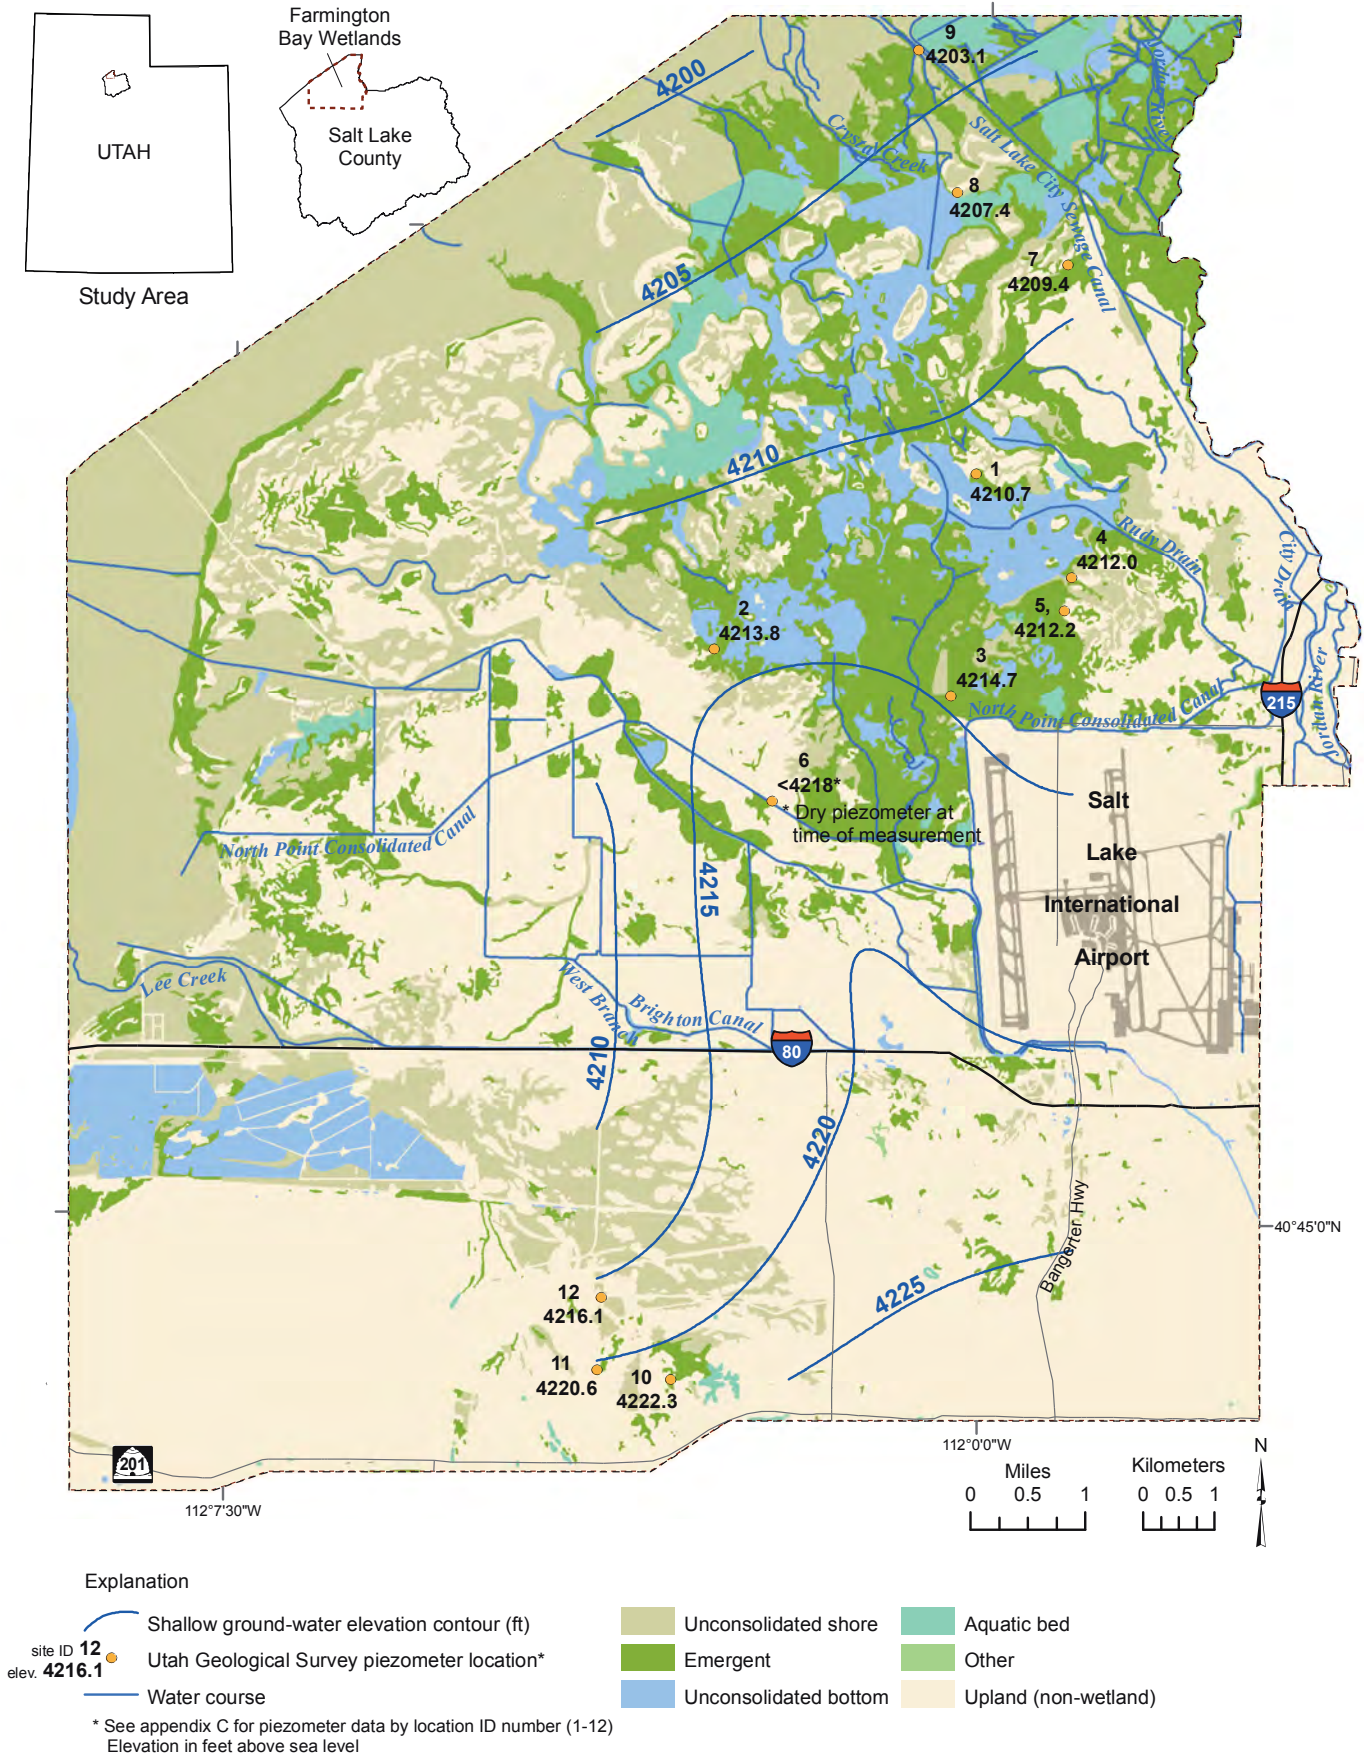 Farmington
Bay Wetlands
UTAH
Salt Lake
County
Study Area
9
4203.1
4200
Crystal Creek
Salt Lake City Sewage Canal
Jordan River
8
4207.4
7
4209.4
4205
4210
1
4210.7
Rudy Drain
City Drain
4
4212.0
5,
4212.2
2
4213.8
3
4214.7
North Point Consolidated Canal
215
Jordan River
6
<4218*
* Dry piezometer at
time of measurement
Salt
Lake
International
Airport
North Point Consolidated Canal
4215
Lee Creek
West Branch
Brighton Canal
4210
80
4220
Bangerter Hwy
40°45'0"N
4225
12
4216.1
11
4220.6
10
4222.3
201
112°7'30"W
112°0'0"W
Miles
0 0.5 1
Kilometers
0 0.5 1
N
Explanation
Shallow ground-water elevation contour (ft)
site ID 12
elev. 4216.1
Utah Geological Survey piezometer location*
Water course
* See appendix C for piezometer data by location ID number (1-12)
Elevation in feet above sea level
Unconsolidated shore
Emergent
Unconsolidated bottom
Aquatic bed
Other
Upland (non-wetland)